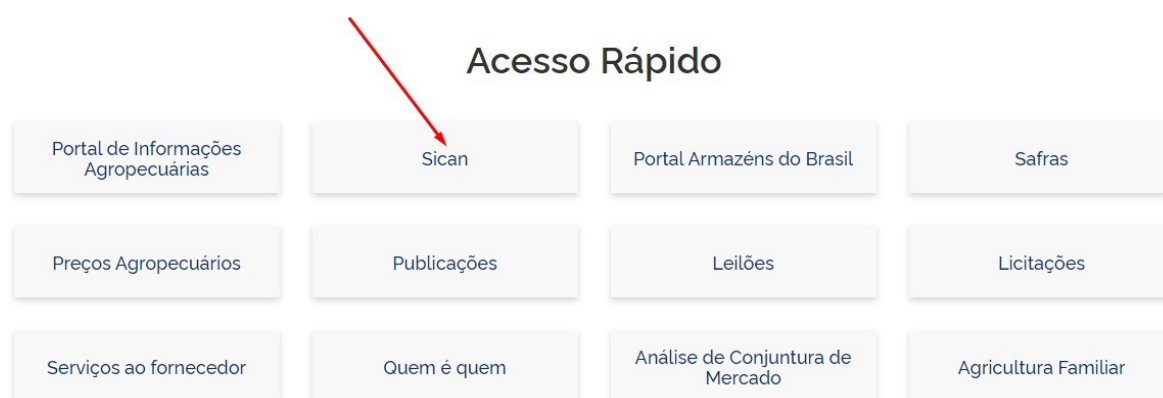 Acesso Rápido
Portal de Informações
Agropecuárias
Sican
Portal Armazéns do Brasil
Safras
Preços Agropecuários
Publicações
Leilões
Licitações
Serviços ao fornecedor
Quem é quem
Análise de Conjuntura de
Mercado
Agricultura Familiar